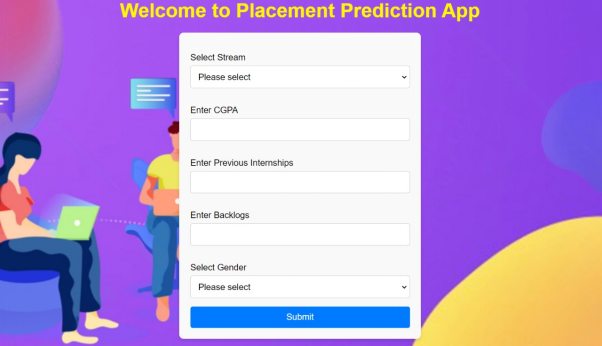 Welcome to Placement Prediction App
Select Stream
Please select
Enter CGPA
Enter Previous Internships
Enter Backlogs
Select Gender
Please select
Submit